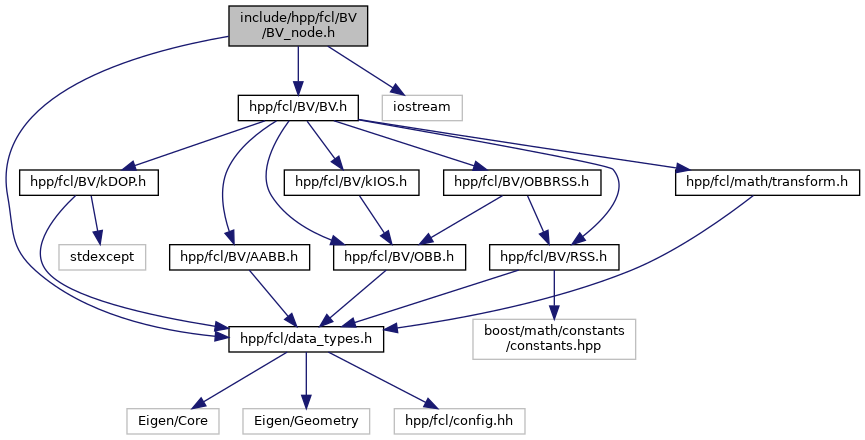 include/hpp/fcl/BV
/BV_node.h
hpp/fcl/BV/BV.h
iostream
hpp/fcl/BV/kDOP.h
hpp/fcl/BV/kIOS.h
hpp/fcl/BV/OBBRSS.h
hpp/fcl/math/transform.h
stdexcept
hpp/fcl/BV/AABB.h
hpp/fcl/BV/OBB.h
hpp/fcl/BV/RSS.h
hpp/fcl/data_types.h
boost/math/constants
/constants.hpp
Eigen/Core
Eigen/Geometry
hpp/fcl/config.hh